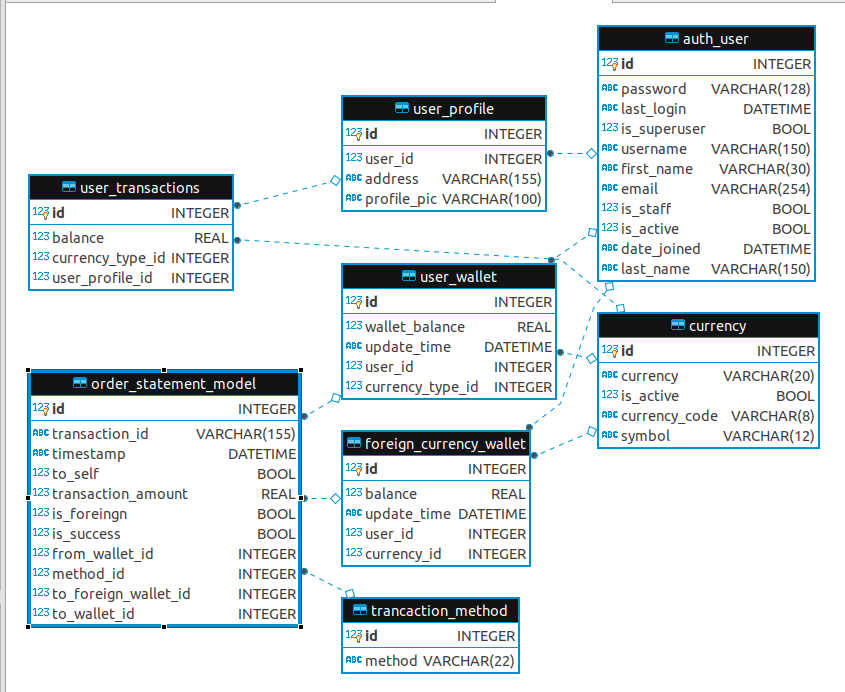 auth_user
id INTEGER
password VARCHAR(128)
last_login DATETIME
is_superuser BOOL
username VARCHAR(150)
first_name VARCHAR(30)
email VARCHAR(254)
is_staff BOOL
is_active BOOL
date_joined DATETIME
last_name VARCHAR(150)
user_profile
id INTEGER
user_id INTEGER
address VARCHAR(155)
profile_pic VARCHAR(100)
user_transactions
id INTEGER
balance REAL
currency_type_id INTEGER
user_profile_id INTEGER
user_wallet
id INTEGER
wallet_balance REAL
update_time DATETIME
user_id INTEGER
currency_type_id INTEGER
currency
id INTEGER
currency VARCHAR(20)
is_active BOOL
currency_code VARCHAR(8)
symbol VARCHAR(12)
order_statement_model
id INTEGER
transaction_id VARCHAR(155)
timestamp DATETIME
to_self BOOL
transaction_amount REAL
is_foreingn BOOL
is_success BOOL
from_wallet_id INTEGER
method_id INTEGER
to_foreign_wallet_id INTEGER
to_wallet_id INTEGER
foreign_currency_wallet
id INTEGER
balance REAL
update_time DATETIME
user_id INTEGER
currency_id INTEGER
trancaction_method
id INTEGER
method VARCHAR(22)